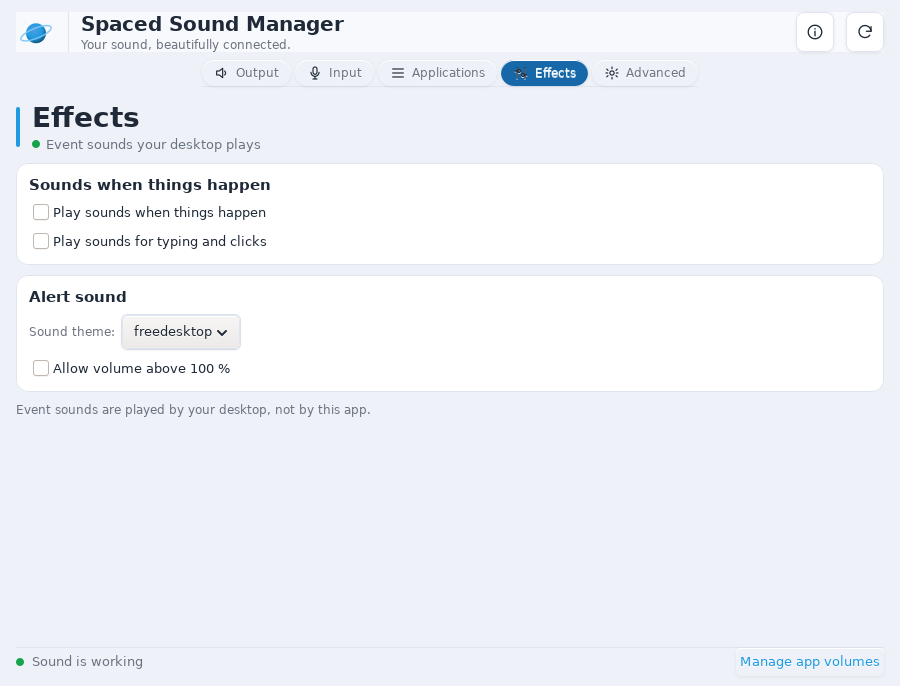 Spaced Sound Manager
Your sound, beautifully connected.
Output
Input
Applications
Effects
Advanced
Effects
Event sounds your desktop plays
Sounds when things happen
Play sounds when things happen
Play sounds for typing and clicks
Alert sound
Sound theme: freedesktop
Allow volume above 100 %
Event sounds are played by your desktop, not by this app.
Sound is working
Manage app volumes